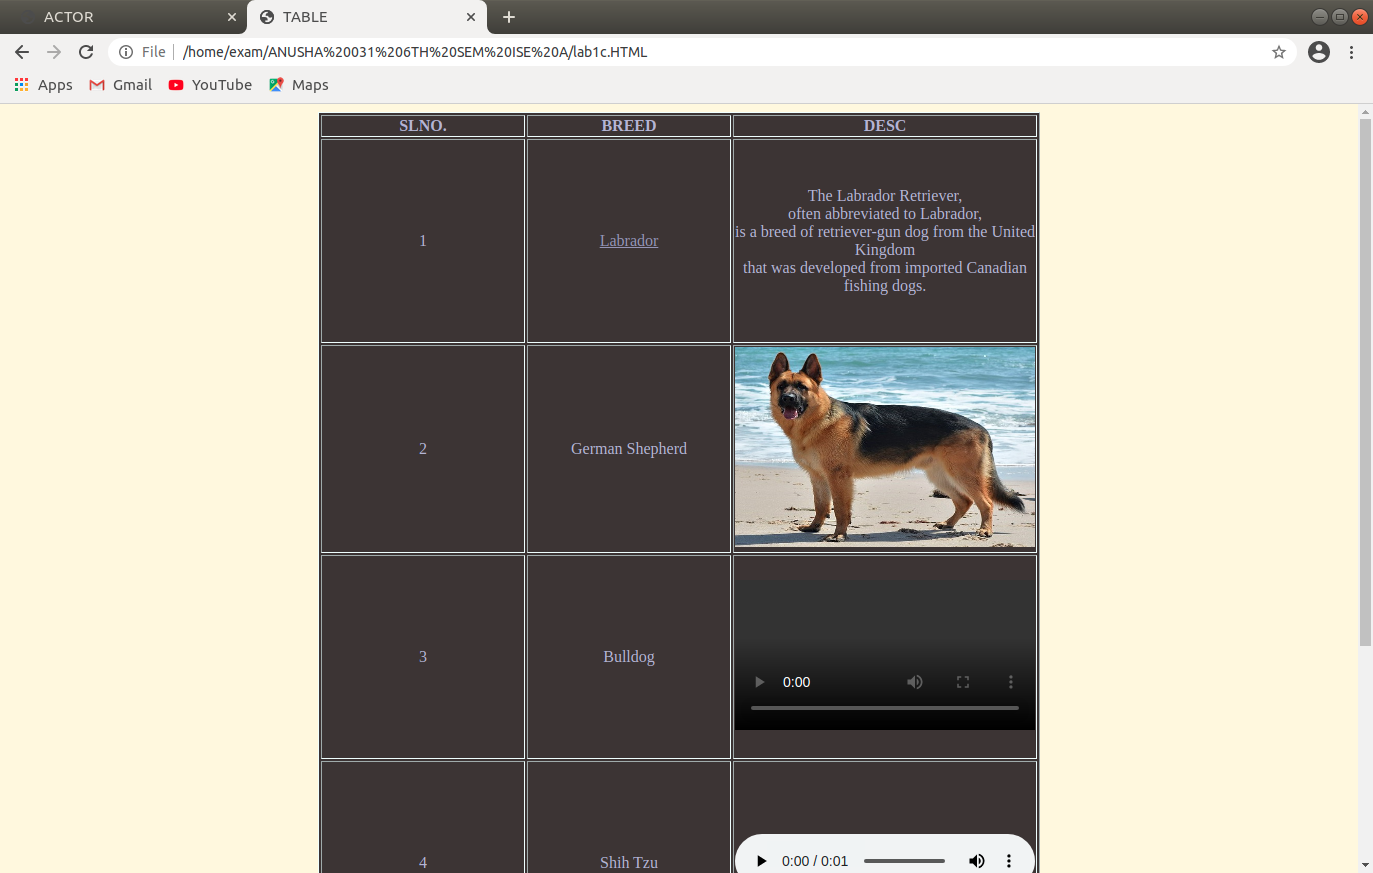 ACTOR
TABLE
File
/home/exam/ANUSHA%20031%206TH%20SEM%20ISE%20A/lab1c.HTML
Apps
Gmail
YouTube
Maps
SLNO.
BREED
DESC
1
Labrador
The Labrador Retriever,
often abbreviated to Labrador,
is a breed of retriever-gun dog from the United
Kingdom
that was developed from imported Canadian
fishing dogs.
2
German Shepherd
3
Bulldog
0:00
4
Shih Tzu
0:00 / 0:01